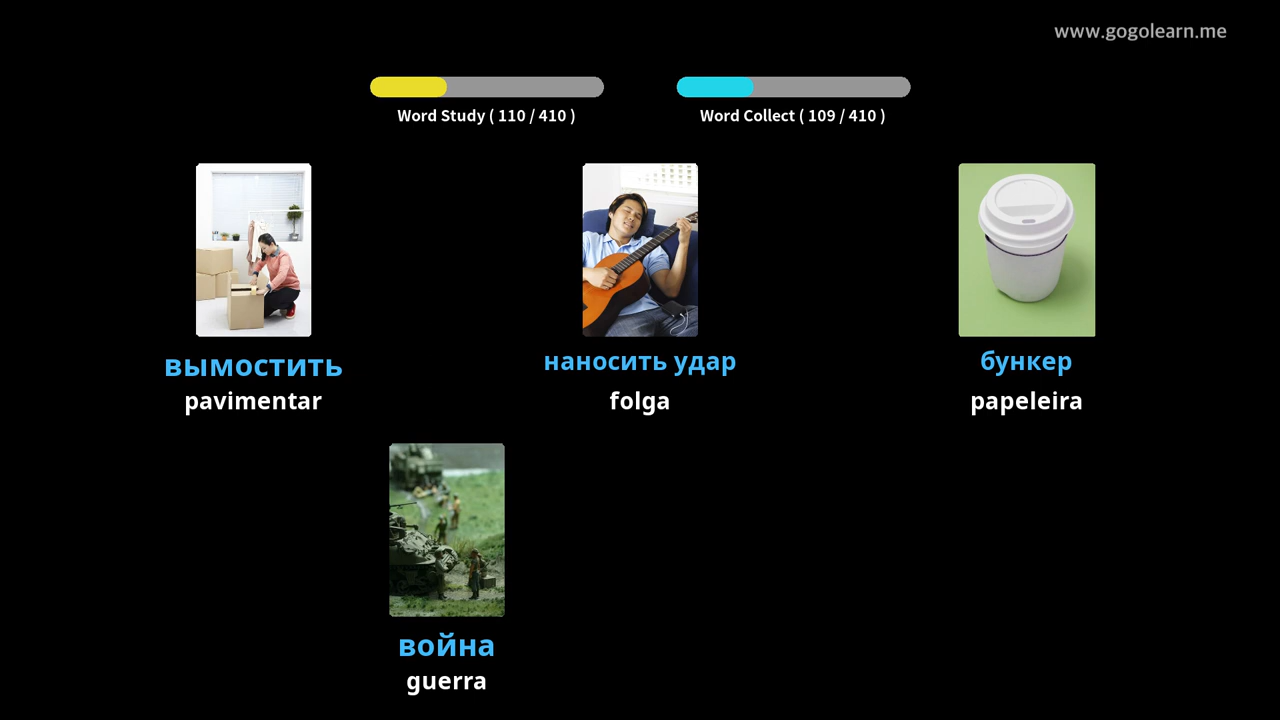 www.gogolearn.me
Word Study ( 110 / 410 )
Word Collect ( 109 / 410 )
вымостить
pavimentar
наносить удар
folga
бункер
papeleira
война
guerra